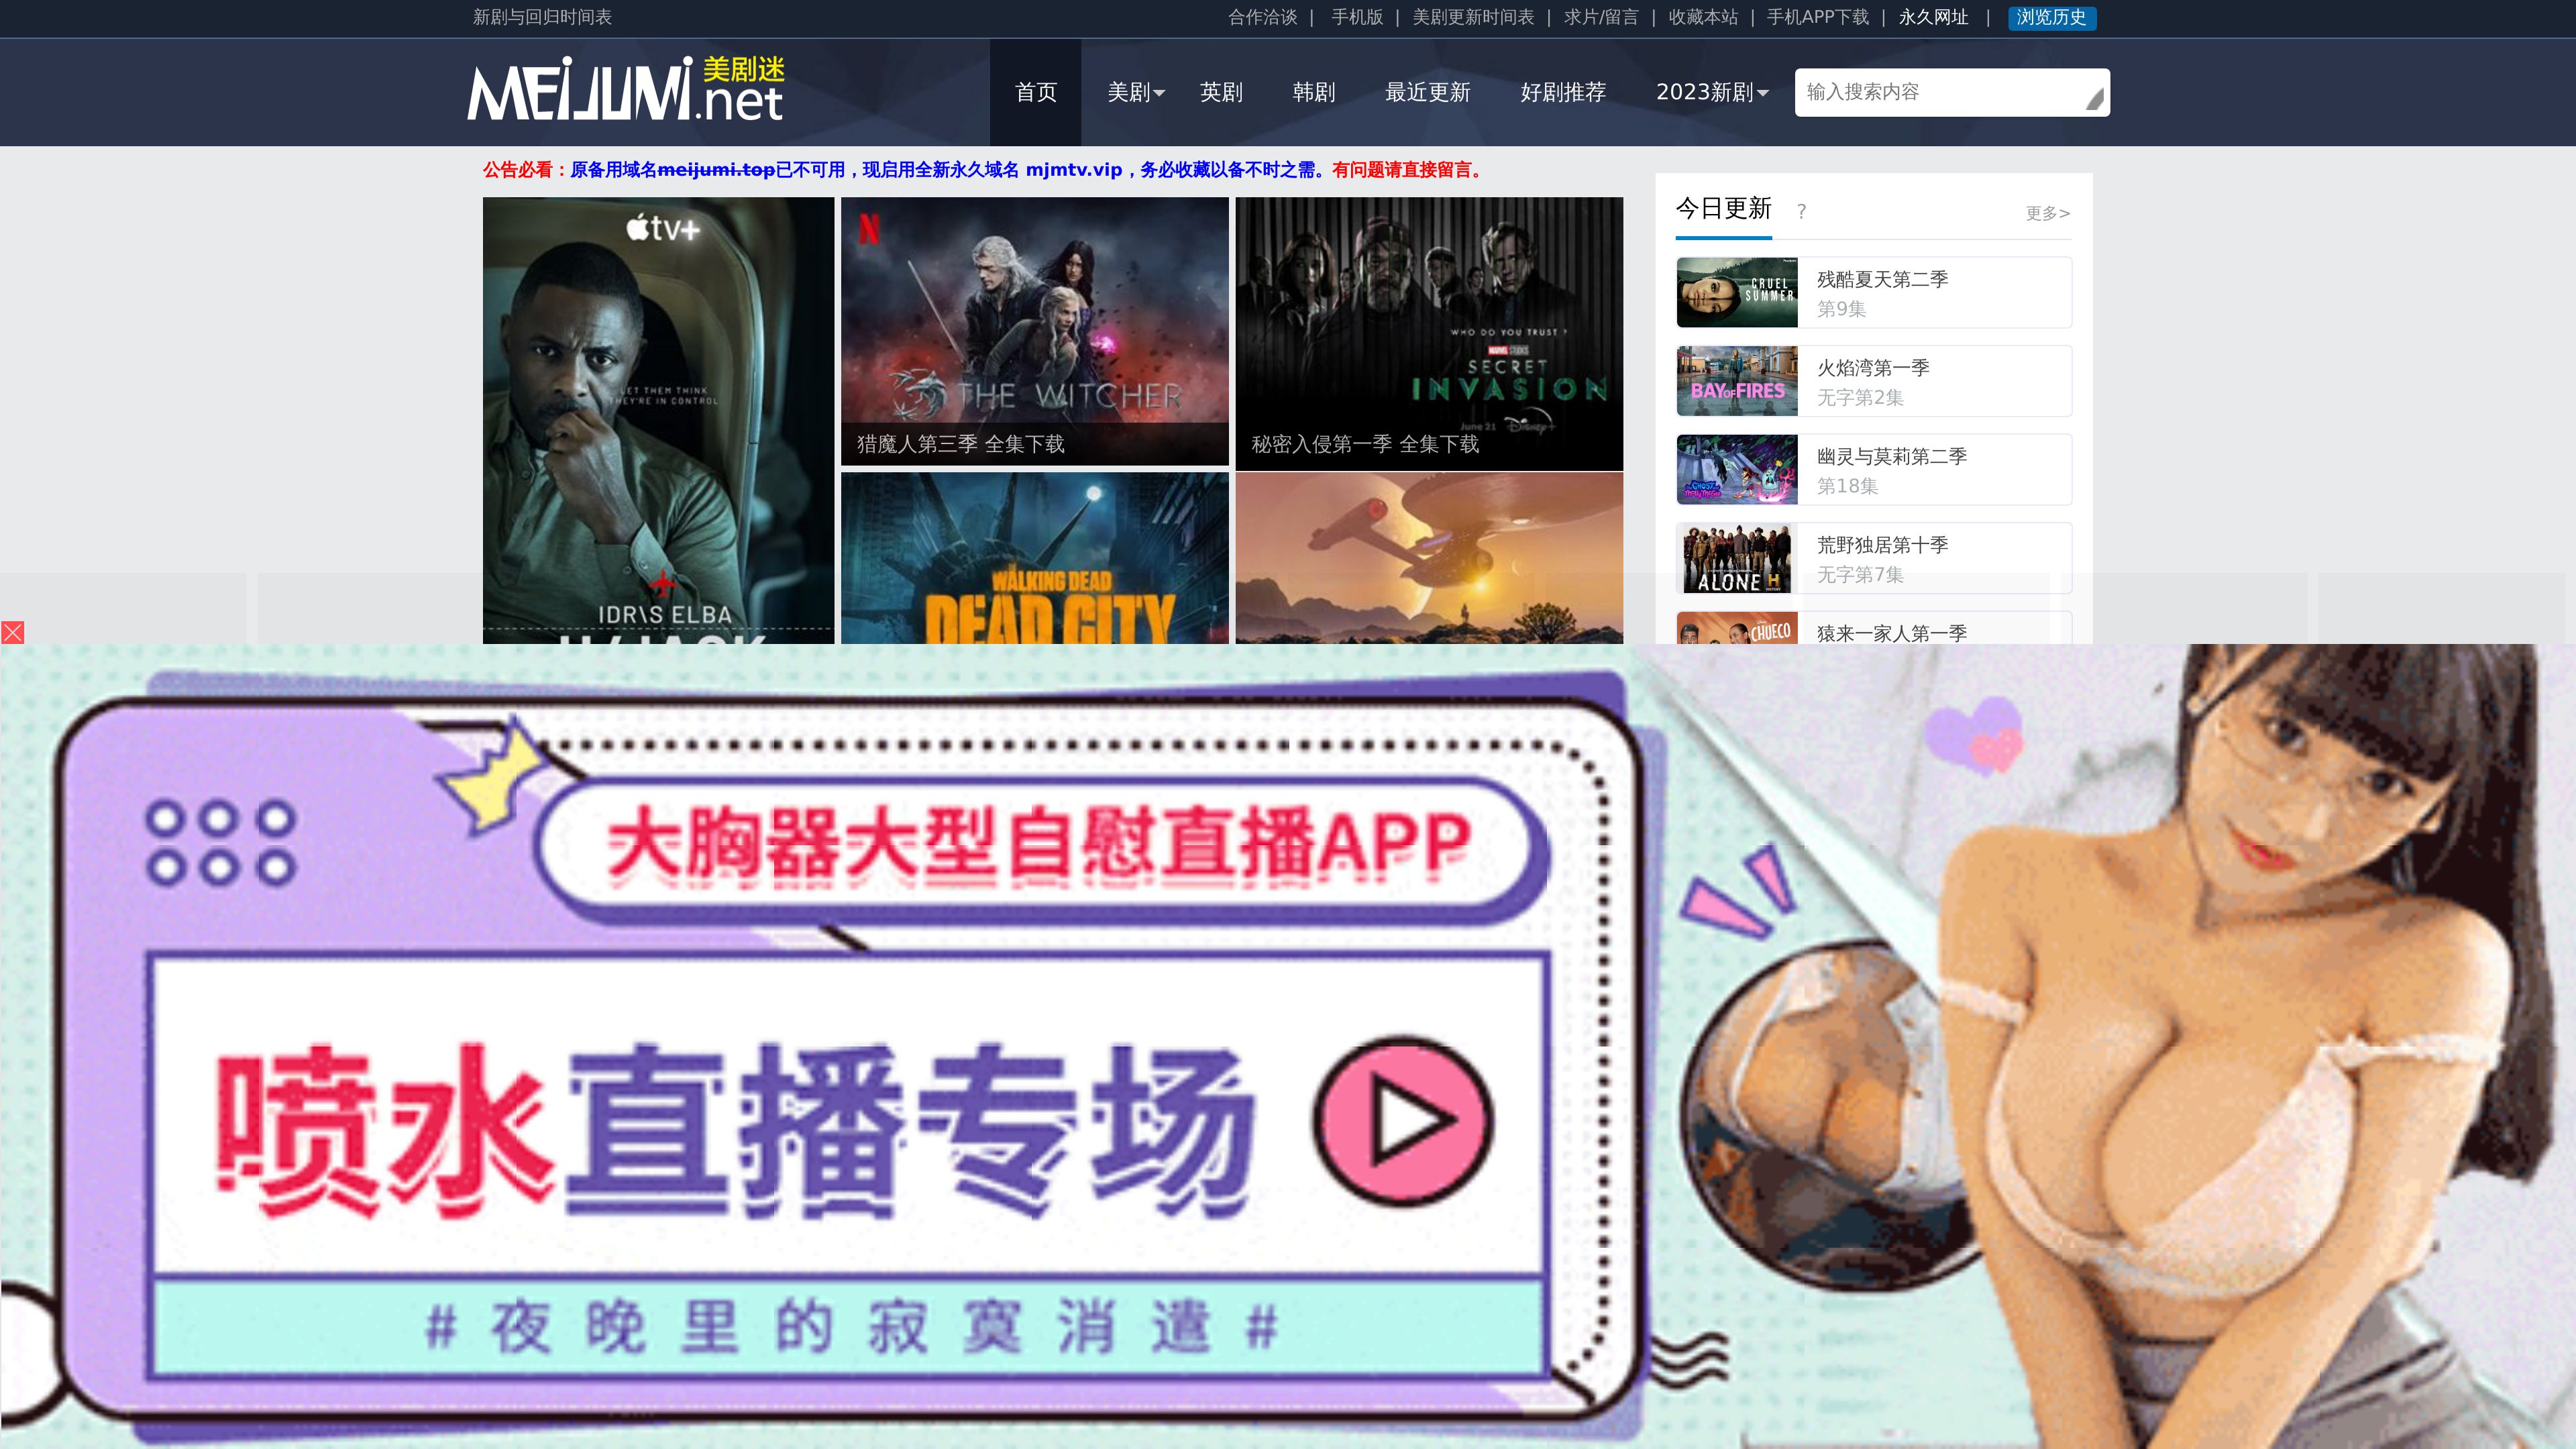 新剧与回归时间表
合作洽谈 | 手机版 | 美剧更新时间表 | 求片/留言 | 收藏本站 | 手机APP下载 | 永久网址 | 浏览历史
MEIJUMI.net 美剧迷
首页 美剧 英剧 韩剧 最近更新 好剧推荐 2023新剧 输入搜索内容
公告必看：原备用域名meijumi.top已不可用，现启用全新永久域名 mjmtv.vip，务必收藏以备不时之需。有问题请直接留言。
tv+
LET THEM THINK
THEY'RE IN CONTROL
IDRIS ELBA
HIJACK
N
THE WITCHER
猎魔人第三季 全集下载
WHO DO YOU TRUST ?
MARVEL STUDIOS
SECRET
INVASION
June 21 Disney+
秘密入侵第一季 全集下载
WALKING DEAD
DEAD CITY
今日更新 ? 更多>
CRUEL
SUMMER
残酷夏天第二季
第9集
BAY OF FIRES
火焰湾第一季
无字第2集
幽灵与莫莉第二季
第18集
ALONE H
荒野独居第十季
无字第7集
CHUECO
猿来一家人第一季
大胸器大型自慰直播APP
喷水直播专场
#夜晚里的寂寞消遣#